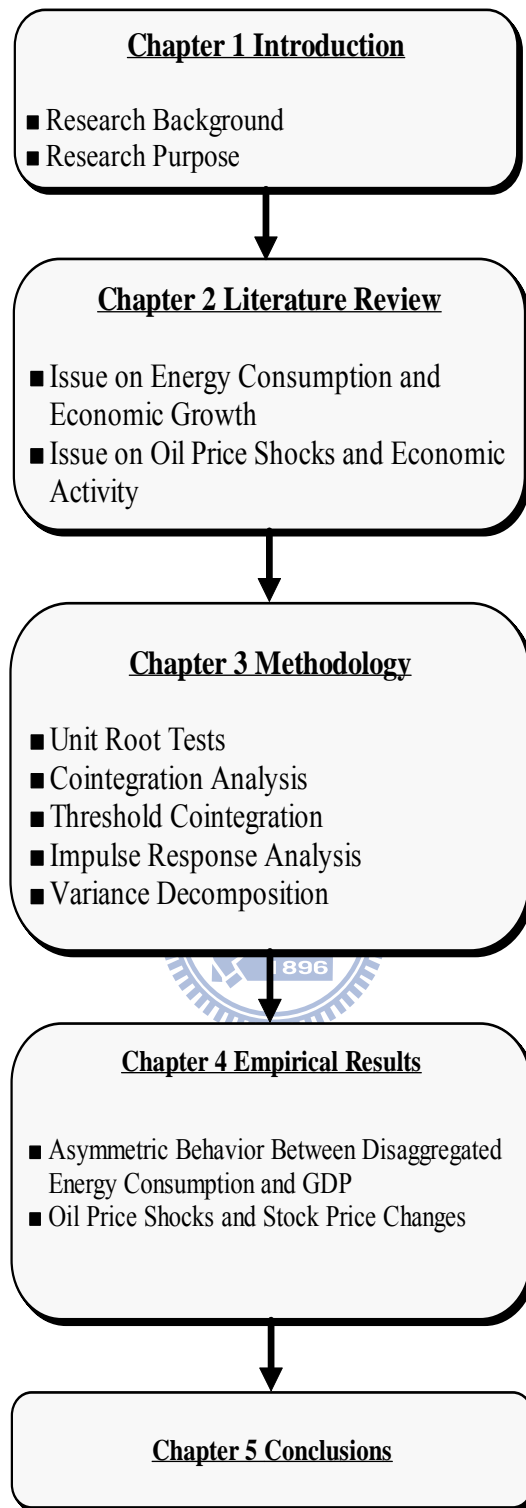 Chapter 1 Introduction
■ Research Background
■ Research Purpose
Chapter 2 Literature Review
■ Issue on Energy Consumption and
Economic Growth
■ Issue on Oil Price Shocks and Economic
Activity
Chapter 3 Methodology
■ Unit Root Tests
■ Cointegration Analysis
■ Threshold Cointegration
■ Impulse Response Analysis
■ Variance Decomposition
1896
Chapter 4 Empirical Results
■ Asymmetric Behavior Between Disaggregated
Energy Consumption and GDP
■ Oil Price Shocks and Stock Price Changes
Chapter 5 Conclusions